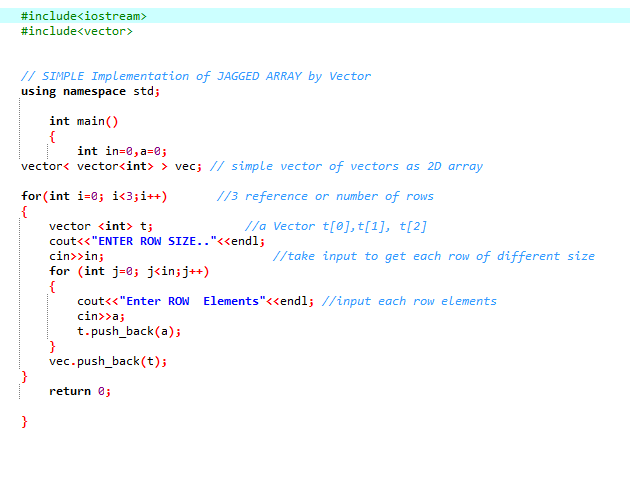 #include<iostream>
#include<vector>
// SIMPLE Implementation of JAGGED ARRAY by Vector
using namespace std;
int main()
{
int in=0,a=0;
vector< vector<int> > vec; // simple vector of vectors as 2D array
for(int i=0; i<3;i++) //3 reference or number of rows
{
vector <int> t; //a Vector t[0],t[1], t[2]
cout<<"ENTER ROW SIZE.."<<endl;
cin>>in; //take input to get each row of different size
for (int j=0; j<in;j++)
{
cout<<"Enter ROW  Elements"<<endl; //input each row elements
cin>>a;
t.push_back(a);
}
vec.push_back(t);
}
return 0;
}